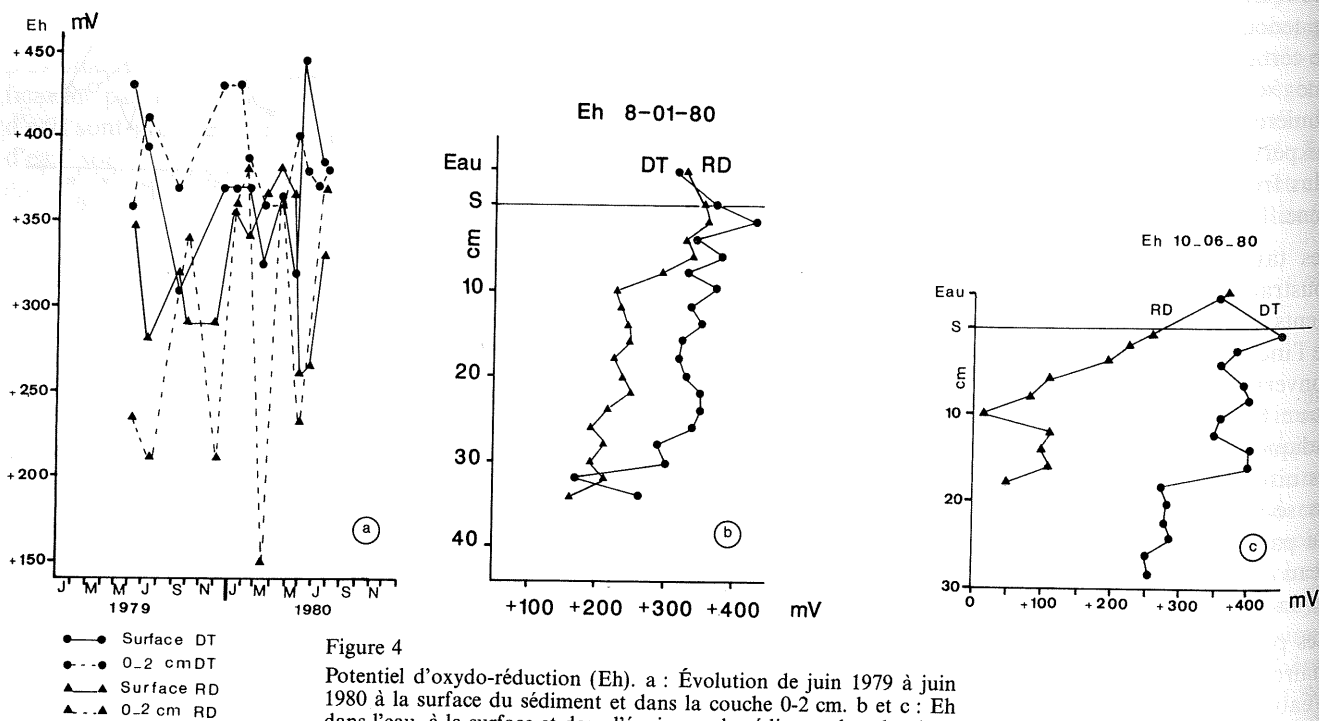 Eh mV
+450
+400
+350
+300
+250
+200
+150
J M M J S N J M M J S N
1979 1980
a
Surface DT
0_2 cm DT
Surface RD
0_2 cm RD
Eh 8-01-80
Eau DT RD
S
cm
10
20
30
40
b
+100 +200 +300 +400 mV
Eh 10_06_80
Eau RD DT
S
cm
10
20
30
c
0 +100 +200 +300 +400 mV
Figure 4
Potentiel d'oxydo-réduction (Eh). a : Évolution de juin 1979 à juin
1980 à la surface du sédiment et dans la couche 0-2 cm. b et c : Eh
dans l'eau, à la surface et dans